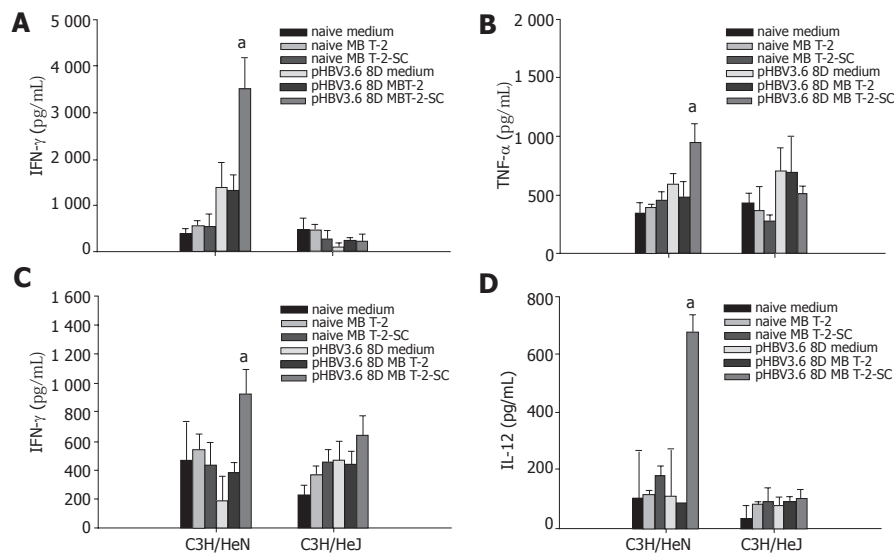 A
5 000
4 000
3 000
2 000
1 000
0
IFN-γ (pg/mL)
naive medium
naive MB T-2
naive MB T-2-SC
pHBV3.6 8D medium
pHBV3.6 8D MBT-2
pHBV3.6 8D MBT-2-SC
a
B
2 000
1 500
1 000
500
0
TNF-α (pg/mL)
naive medium
naive MB T-2
naive MB T-2-SC
pHBV3.6 8D medium
pHBV3.6 8D MB T-2
pHBV3.6 8D MB T-2-SC
a
C
1 600
1 400
1 200
1 000
800
600
400
200
0
IFN-γ (pg/mL)
naive medium
naive MB T-2
naive MB T-2-SC
pHBV3.6 8D medium
pHBV3.6 8D MB T-2
pHBV3.6 8D MB T-2-SC
a
C3H/HeN
C3H/HeJ
D
800
600
400
200
0
IL-12 (pg/mL)
naive medium
naive MB T-2
naive MB T-2-SC
pHBV3.6 8D medium
pHBV3.6 8D MB T-2
pHBV3.6 8D MB T-2-SC
a
C3H/HeN
C3H/HeJ